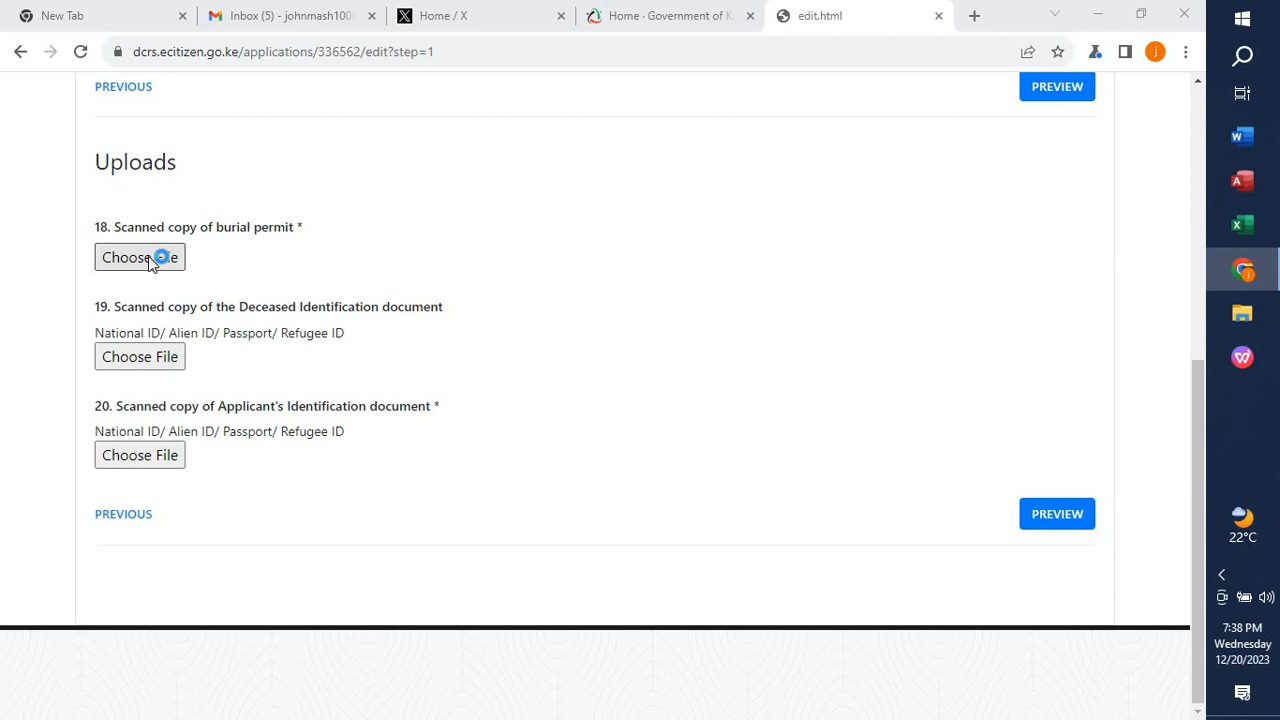 New Tab
Inbox (5) - johnmash100
Home / X
Home · Government of K
edit.html
dcrs.ecitizen.go.ke/applications/336562/edit?step=1
j
PREVIOUS
PREVIEW
Uploads
18. Scanned copy of burial permit *
Choose File
19. Scanned copy of the Deceased Identification document
National ID/ Alien ID/ Passport/ Refugee ID
Choose File
20. Scanned copy of Applicant's Identification document *
National ID/ Alien ID/ Passport/ Refugee ID
Choose File
PREVIOUS
PREVIEW
22°C
7:38 PM
Wednesday
12/20/2023